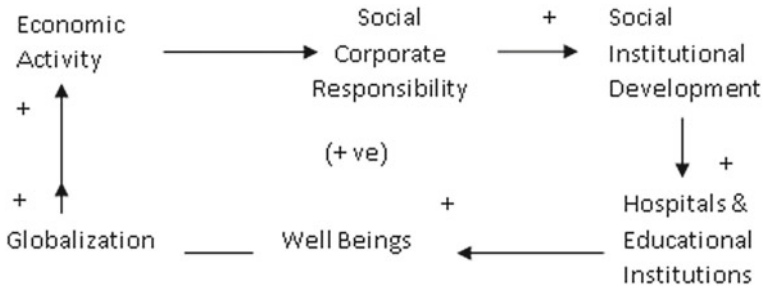 Economic
Activity
Social
Corporate
Responsibility
+
Social
Institutional
Development
+
(+ ve)
+
+
+
Globalization
Well Beings
Hospitals &
Educational
Institutions